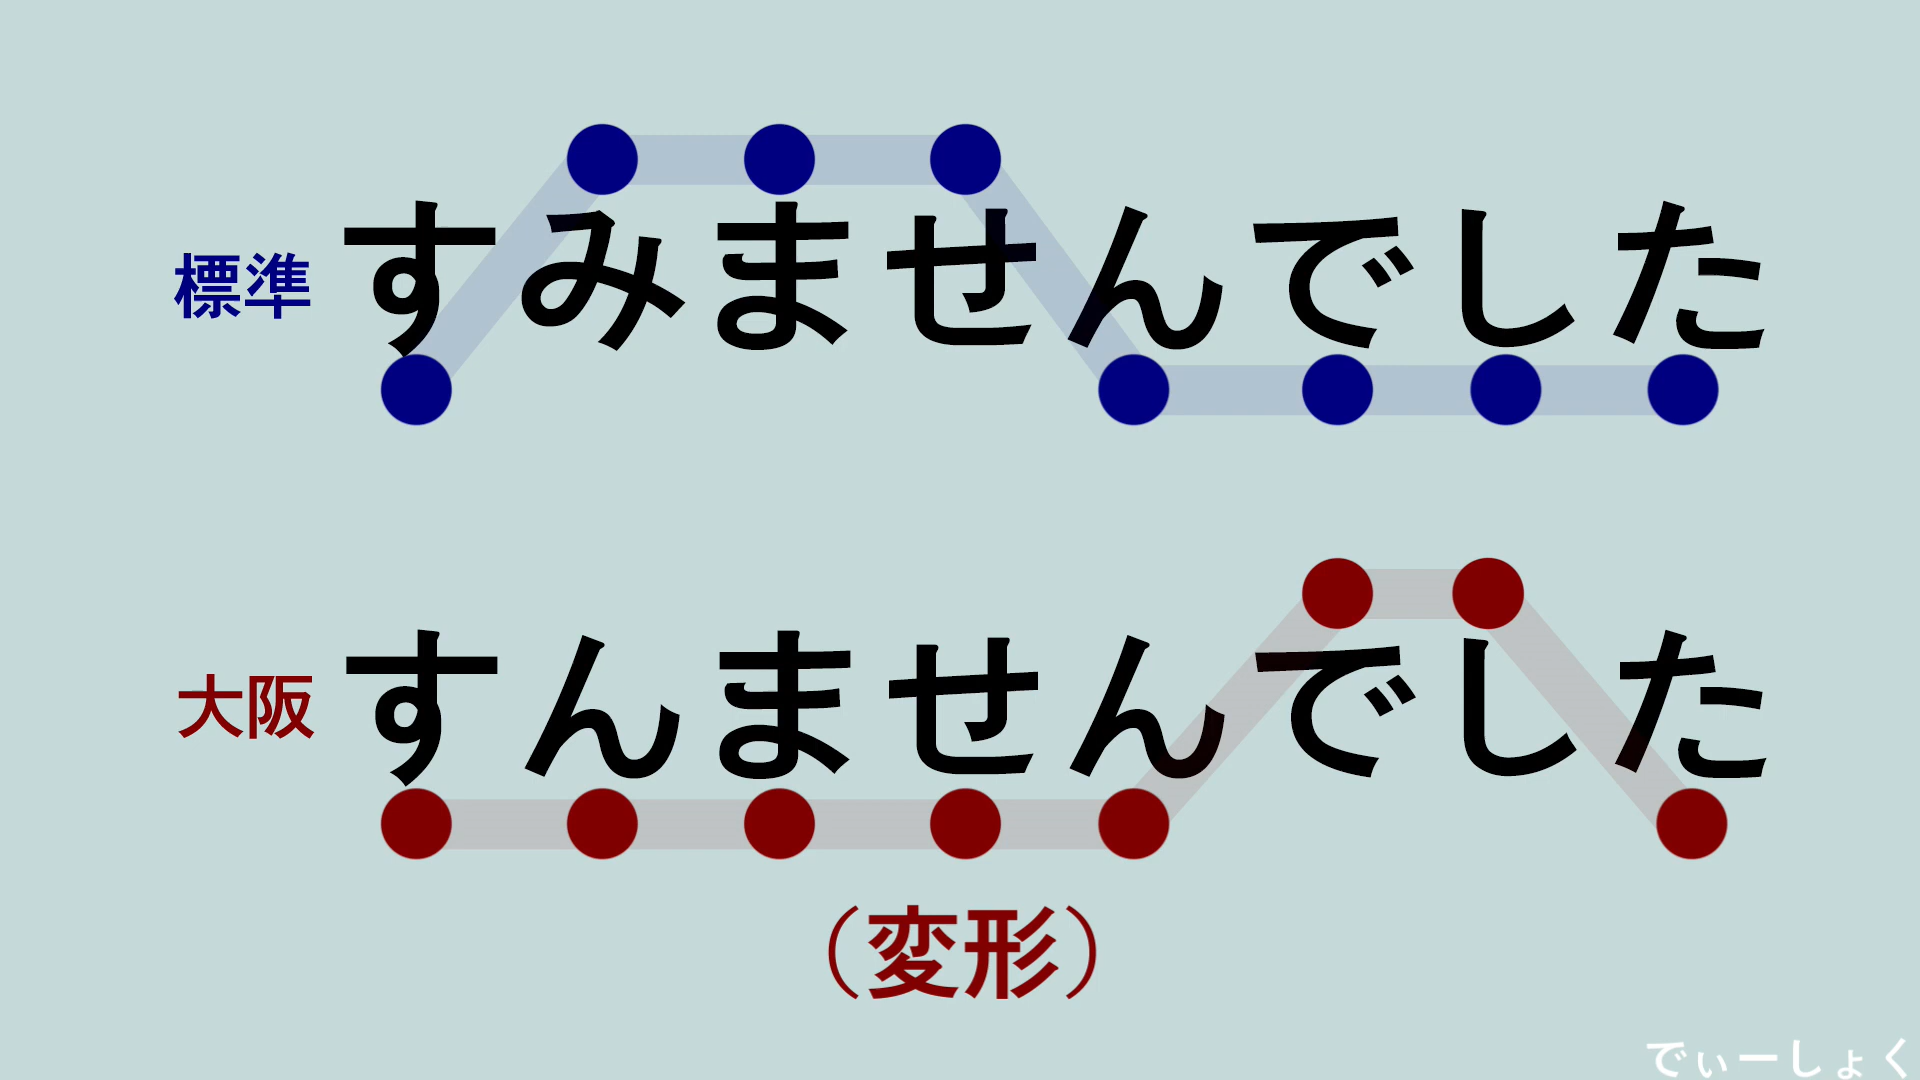 標準 すみませんでした
大阪 すんませんでした
（変形）
でぃーしょく